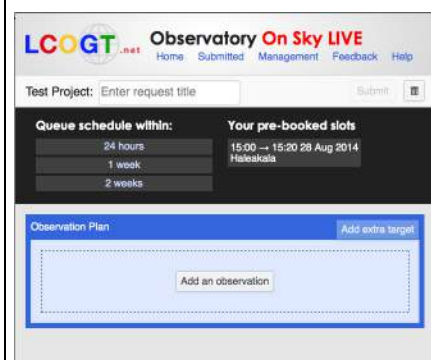 LCOGT.net
Observatory On Sky LIVE
Home Submitted Management Feedback Help
Test Project: Enter request title Submit
Queue schedule within:
24 hours
1 week
2 weeks
Your pre-booked slots
15:00 → 15:20 28 Aug 2014
Haleakala
Observation Plan Add extra target
Add an observation